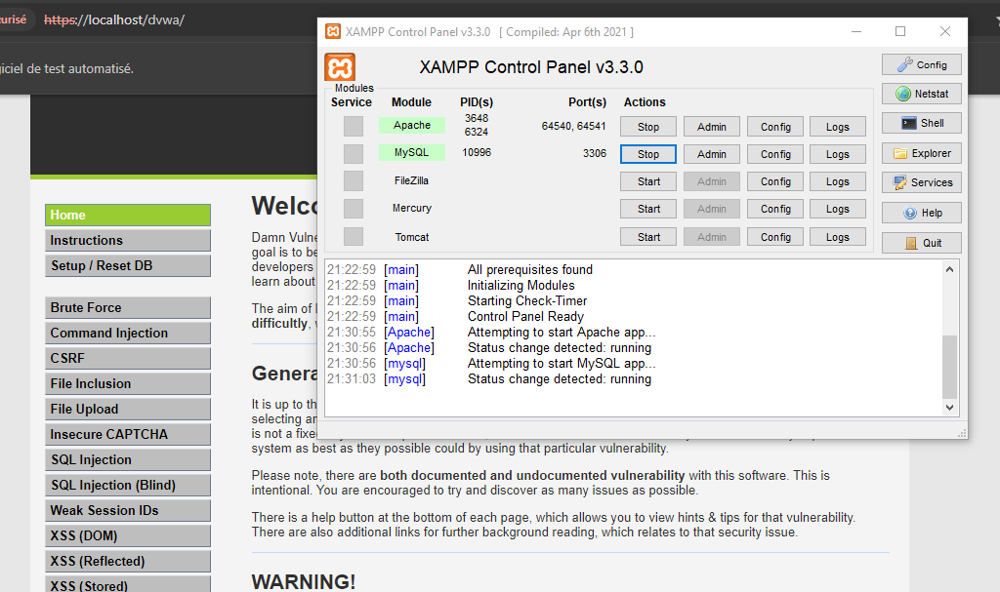 urisé https://localhost/dvwa/
giciel de test automatisé.
XAMPP Control Panel v3.3.0 [ Compiled: Apr 6th 2021 ]
XAMPP Control Panel v3.3.0
Modules
Service Module PID(s) Port(s) Actions
Apache 3648 6324 64540, 64541 Stop Admin Config Logs
MySQL 10996 3306 Stop Admin Config Logs
FileZilla Start Admin Config Logs
Mercury Start Admin Config Logs
Tomcat Start Admin Config Logs
Config
Netstat
Shell
Explorer
Services
Help
Quit
21:22:59 [main] All prerequisites found
21:22:59 [main] Initializing Modules
21:22:59 [main] Starting Check-Timer
21:22:59 [main] Control Panel Ready
21:30:55 [Apache] Attempting to start Apache app...
21:30:56 [Apache] Status change detected: running
21:30:56 [mysql] Attempting to start MySQL app...
21:31:03 [mysql] Status change detected: running
Home
Instructions
Setup / Reset DB
Brute Force
Command Injection
CSRF
File Inclusion
File Upload
Insecure CAPTCHA
SQL Injection
SQL Injection (Blind)
Weak Session IDs
XSS (DOM)
XSS (Reflected)
XSS (Stored)
Welco
Damn Vulne
goal is to be
developers
learn about
The aim of
difficultly,
Genera
It is up to th
selecting an
is not a fixe
system as best as they possible could by using that particular vulnerability.
Please note, there are both documented and undocumented vulnerability with this software. This is
intentional. You are encouraged to try and discover as many issues as possible.
There is a help button at the bottom of each page, which allows you to view hints & tips for that vulnerability.
There are also additional links for further background reading, which relates to that security issue.
WARNING!